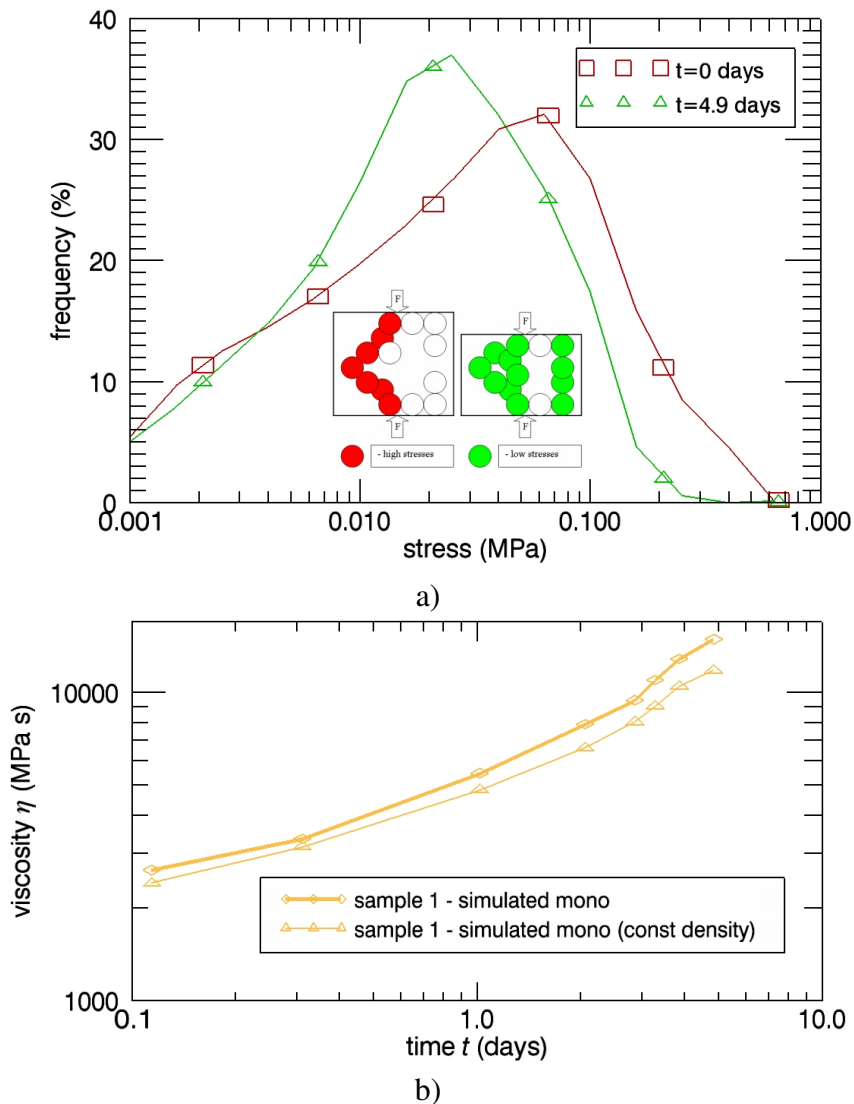 40
30
20
10
0
frequency (%)
t=0 days
t=4.9 days
F
F
F
F
- high stresses
- low stresses
0.001
0.010
0.100
1.000
stress (MPa)
a)
10000
1000
viscosity η (MPa s)
sample 1 - simulated mono
sample 1 - simulated mono (const density)
0.1
1.0
10.0
time t (days)
b)